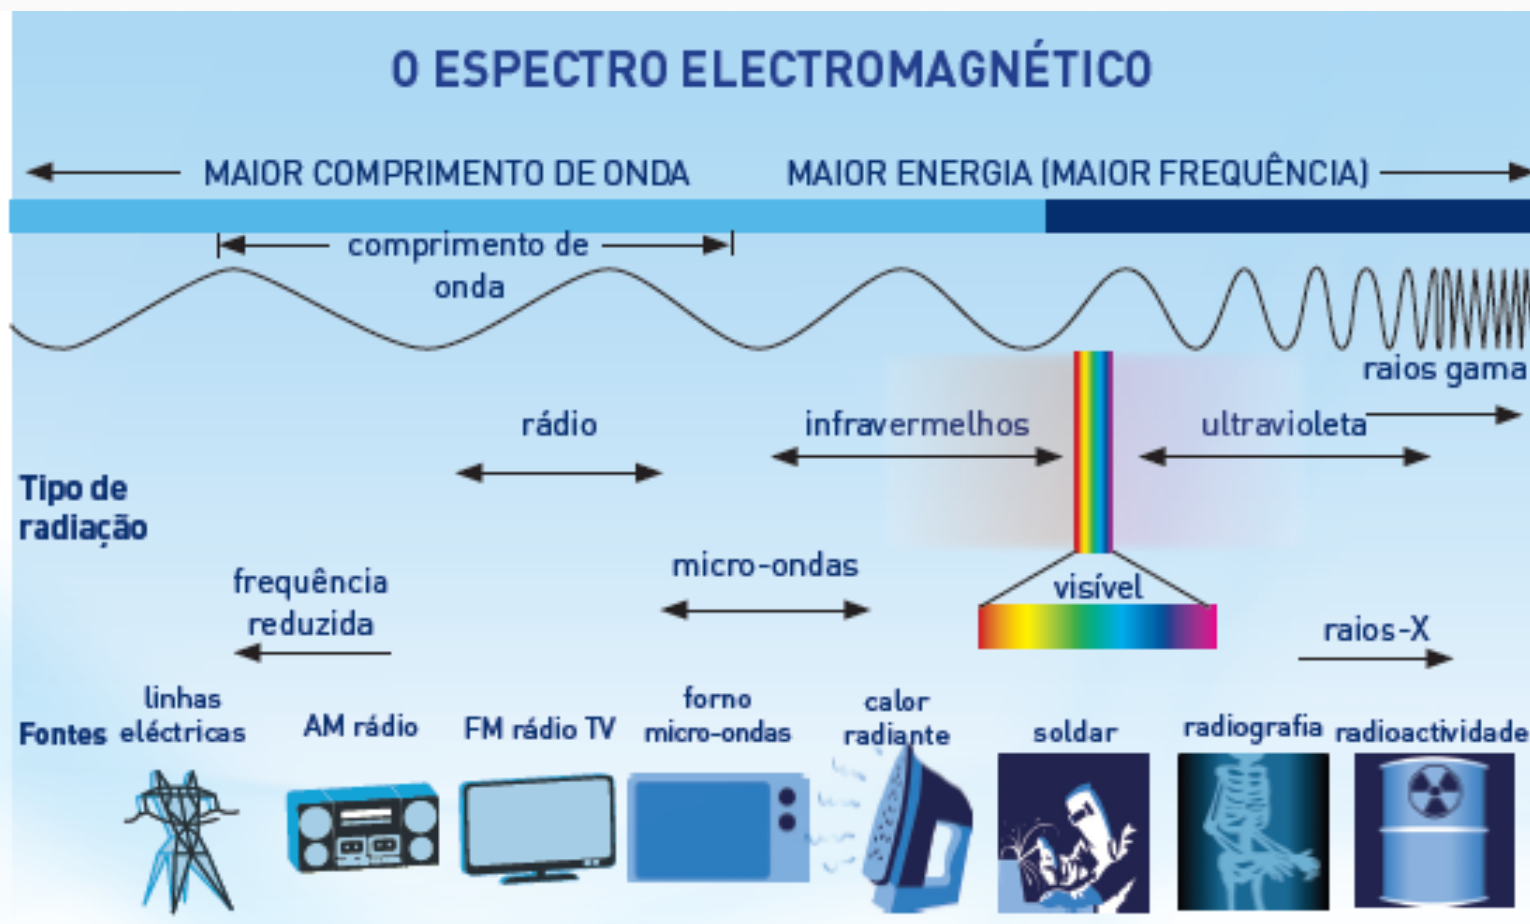 O ESPECTRO ELECTROMAGNÉTICO
MAIOR COMPRIMENTO DE ONDA
MAIOR ENERGIA (MAIOR FREQUÊNCIA)
comprimento de
onda
raios gama
rádio
infravermelhos
ultravioleta
Tipo de
radiação
micro-ondas
frequência
reduzida
visível
raios-X
Fontes
linhas
eléctricas
AM rádio
FM rádio TV
forno
micro-ondas
calor
radiante
soldar
radiografia
radioactividade